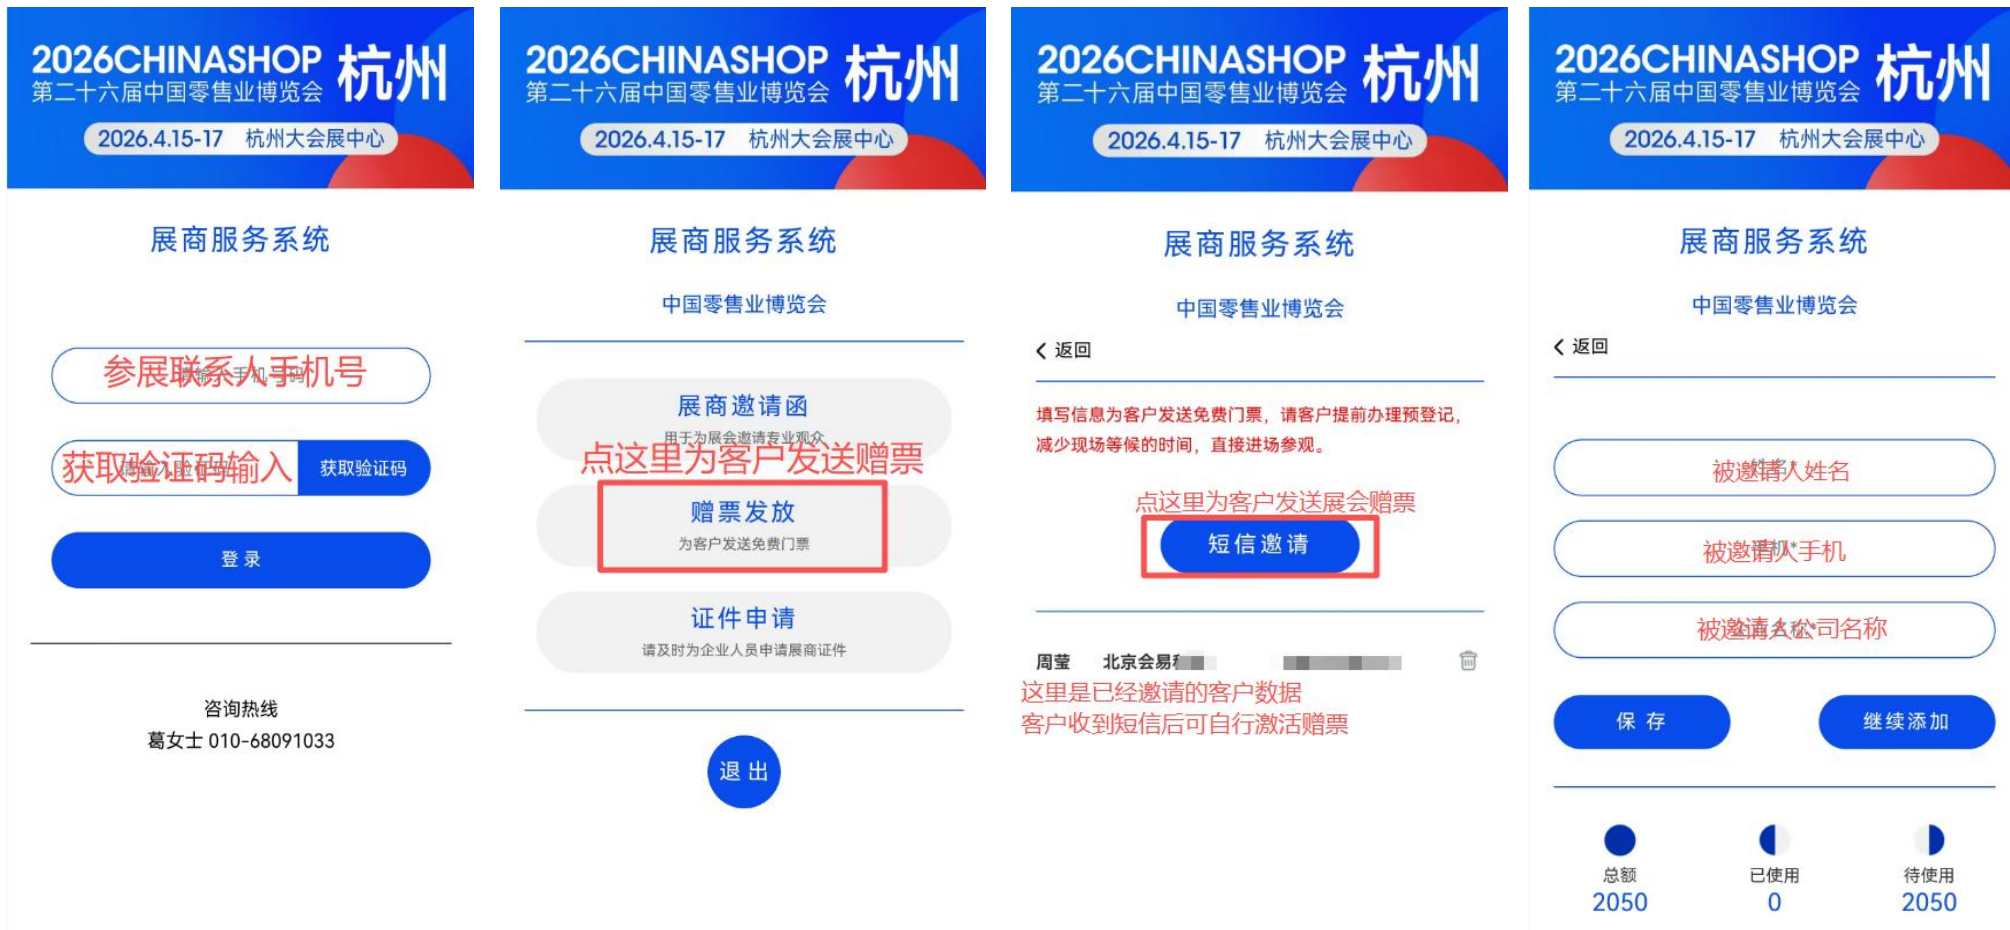 2026CHINASHOP 杭州
第二十六届中国零售业博览会
2026.4.15-17 杭州大会展中心
展商服务系统
参展联系人手机号
获取验证码输入
获取验证码
登录
咨询热线
葛女士 010-68091033
2026CHINASHOP 杭州
第二十六届中国零售业博览会
2026.4.15-17 杭州大会展中心
展商服务系统
中国零售业博览会
展商邀请函
用于为展会邀请专业观众
点这里为客户发送赠票
赠票发放
为客户发送免费门票
证件申请
请及时为企业人员申请展商证件
退出
2026CHINASHOP 杭州
第二十六届中国零售业博览会
2026.4.15-17 杭州大会展中心
展商服务系统
中国零售业博览会
返回
填写信息为客户发送免费门票，请客户提前办理预登记，
减少现场等候的时间，直接进场参观。
点这里为客户发送展会赠票
短信邀请
周莹 北京会易
这里是已经邀请的客户数据
客户收到短信后可自行激活赠票
2026CHINASHOP 杭州
第二十六届中国零售业博览会
2026.4.15-17 杭州大会展中心
展商服务系统
中国零售业博览会
返回
被邀请人姓名
被邀请人手机
被邀请人公司名称
保存 继续添加
总额 已使用 待使用
2050 0 2050